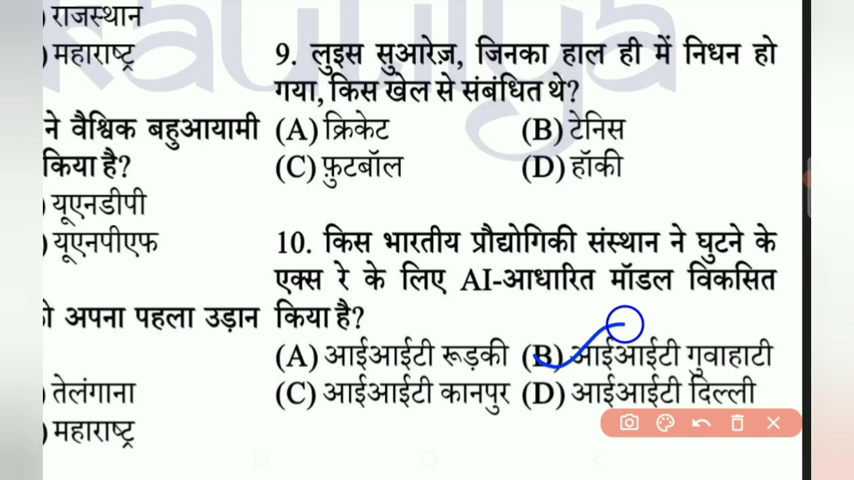 ) राजस्थान
) महाराष्ट्र
ने वैश्विक बहुआयामी
किया है?
) यूएनडीपी
) यूएनपीएफ
ो अपना पहला उड़ान
) तेलंगाना
) महाराष्ट्र
9. लुइस सुआरेज़, जिनका हाल ही में निधन हो
गया, किस खेल से संबंधित थे?
(A) क्रिकेट (B) टेनिस
(C) फ़ुटबॉल (D) हॉकी
10. किस भारतीय प्रौद्योगिकी संस्थान ने घुटने के
एक्स रे के लिए AI-आधारित मॉडल विकसित
किया है?
(A) आईआईटी रूड़की (B) आईआईटी गुवाहाटी
(C) आईआईटी कानपुर (D) आईआईटी दिल्ली